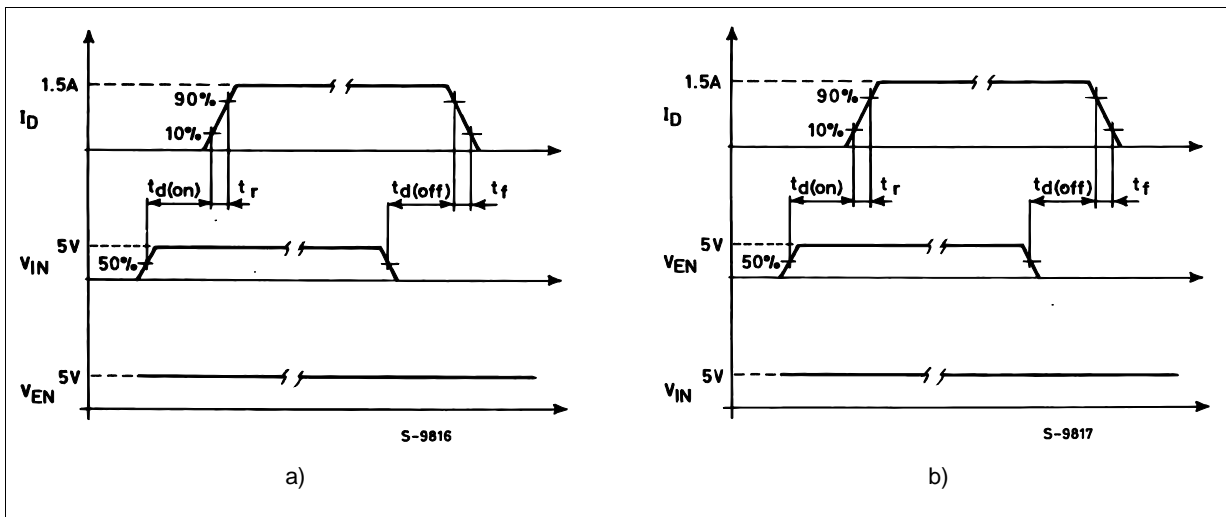 1.5A
I_D
90%
10%
t_d(on)
t_r
t_d(off)
t_f
5V
V_IN
50%
5V
V_EN
S-9816
a)
1.5A
I_D
90%
10%
t_d(on)
t_r
t_d(off)
t_f
5V
V_EN
50%
5V
V_IN
S-9817
b)